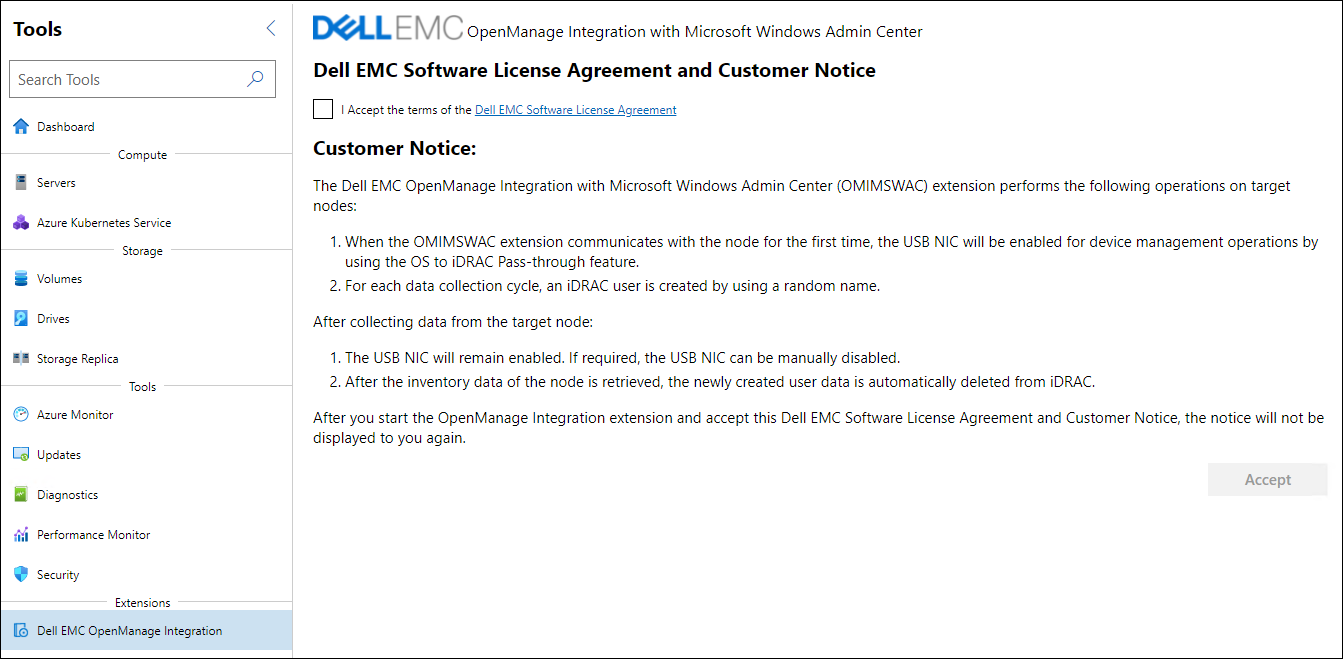 Tools
Search Tools
Dashboard
Compute
Servers
Azure Kubernetes Service
Storage
Volumes
Drives
Storage Replica
Tools
Azure Monitor
Updates
Diagnostics
Performance Monitor
Security
Extensions
Dell EMC OpenManage Integration
DELLEMC OpenManage Integration with Microsoft Windows Admin Center
Dell EMC Software License Agreement and Customer Notice
I Accept the terms of the Dell EMC Software License Agreement
Customer Notice:
The Dell EMC OpenManage Integration with Microsoft Windows Admin Center (OMIMSWAC) extension performs the following operations on target
nodes:
1. When the OMIMSWAC extension communicates with the node for the first time, the USB NIC will be enabled for device management operations by
using the OS to iDRAC Pass-through feature.
2. For each data collection cycle, an iDRAC user is created by using a random name.
After collecting data from the target node:
1. The USB NIC will remain enabled. If required, the USB NIC can be manually disabled.
2. After the inventory data of the node is retrieved, the newly created user data is automatically deleted from iDRAC.
After you start the OpenManage Integration extension and accept this Dell EMC Software License Agreement and Customer Notice, the notice will not be
displayed to you again.
Accept